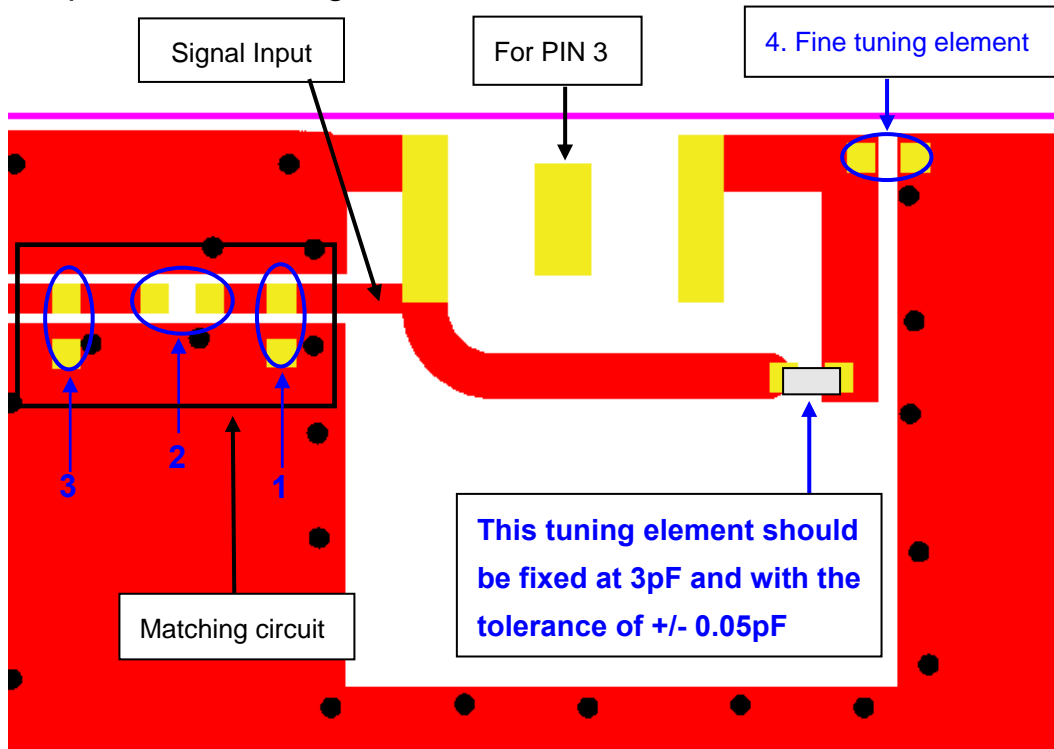 Signal Input
For PIN 3
4. Fine tuning element
3
2
1
Matching circuit
This tuning element should
be fixed at 3pF and with the
tolerance of +/- 0.05pF